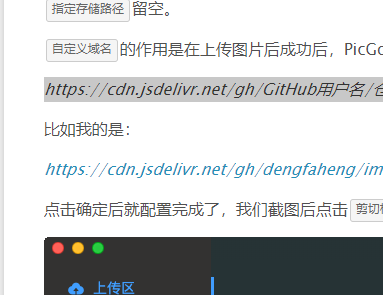 指定存储路径 留空。
自定义域名 的作用是在上传图片后成功后，PicGo
https://cdn.jsdelivr.net/gh/GitHub用户名/
比如我的是：
https://cdn.jsdelivr.net/gh/dengfaheng/im
点击确定后就配置完成了，我们截图后点击 剪切
上传区